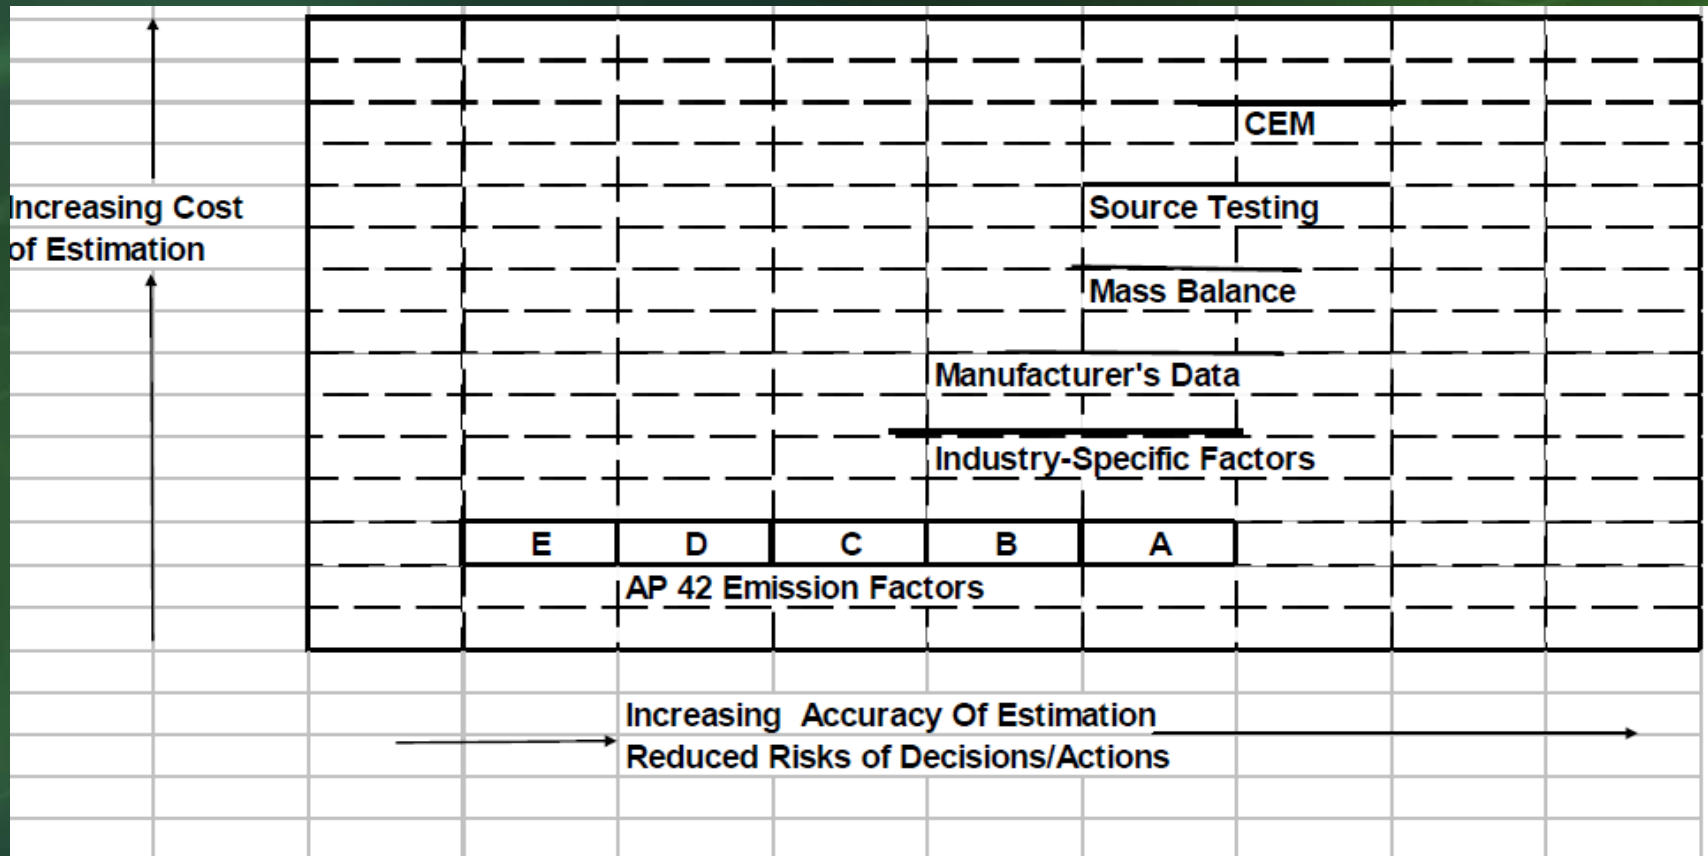 CEM
Increasing Cost
of Estimation
Source Testing
Mass Balance
Manufacturer's Data
Industry-Specific Factors
E D C B A
AP 42 Emission Factors
Increasing Accuracy Of Estimation
Reduced Risks of Decisions/Actions